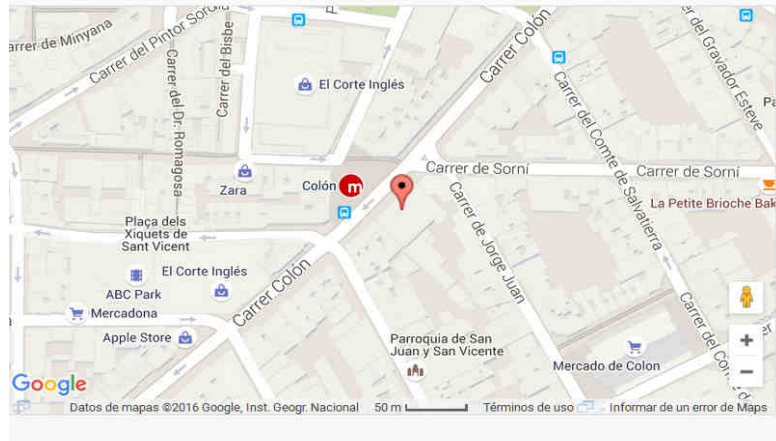 Carrer de Minyana
Carrer del Pintor Sorolla
Carrer del Bisbe
Carrer del Dr. Romagosa
El Corte Inglés
Carrer Colón
Carrer del Gravador Esteve
Carrer del Comte de Salvatierra
Zara
Colón
m
Carrer de Sorní
Carrer de Sorní
La Petite Brioche Bak
Plaça dels
Xiquets de
Sant Vicent
Carrer de Jorge Juan
El Corte Inglés
ABC Park
Mercadona
Carrer Colón
Apple Store
Parroquia de San
Juan y San Vicente
Mercado de Colon
Carrer del Com
+
−
Google
Datos de mapas ©2016 Google, Inst. Geogr. Nacional
50 m
Términos de uso
Informar de un error de Maps